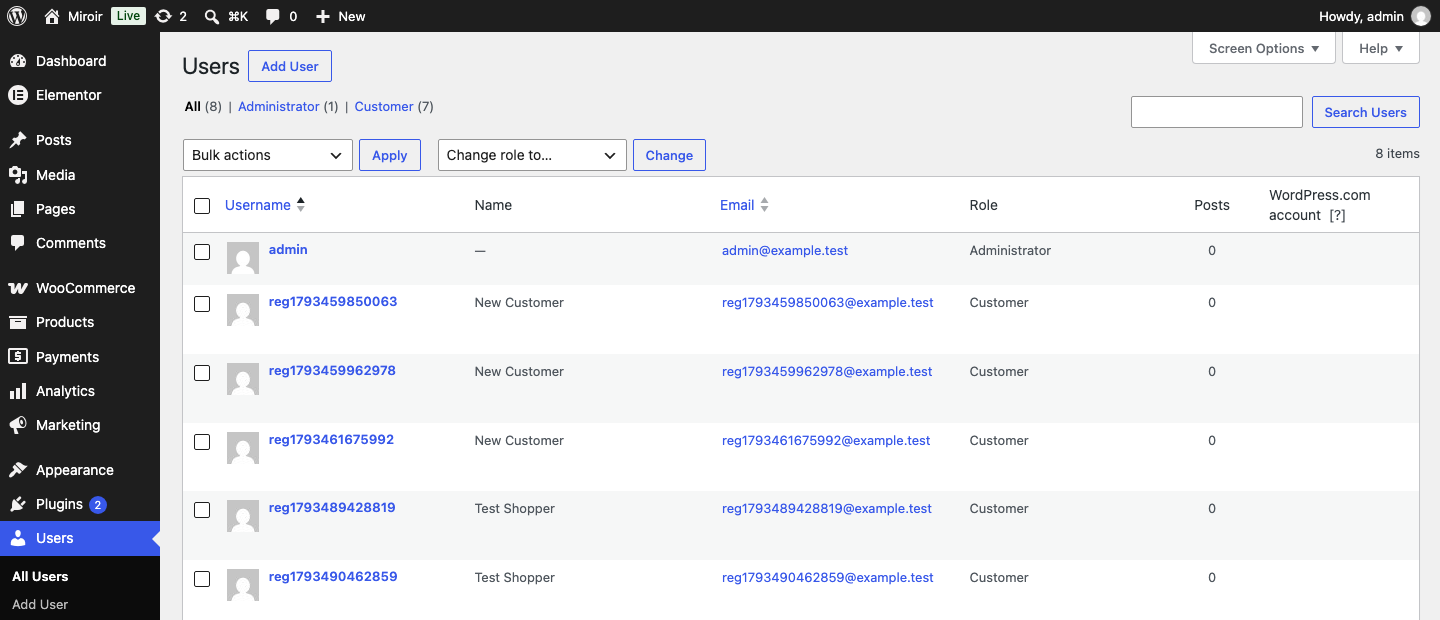 Miroir Live 2 ⌘K 0 New Howdy, admin
Screen Options Help
Dashboard
Elementor
Posts
Media
Pages
Comments
WooCommerce
Products
Payments
Analytics
Marketing
Appearance
Plugins 2
Users
All Users
Add User
Users Add User
All (8) | Administrator (1) | Customer (7)
Search Users
Bulk actions Apply Change role to... Change 8 items
Username Name Email Role Posts WordPress.com
account [?]
admin — admin@example.test Administrator 0
reg1793459850063 New Customer reg1793459850063@example.test Customer 0
reg1793459962978 New Customer reg1793459962978@example.test Customer 0
reg1793461675992 New Customer reg1793461675992@example.test Customer 0
reg1793489428819 Test Shopper reg1793489428819@example.test Customer 0
reg1793490462859 Test Shopper reg1793490462859@example.test Customer 0